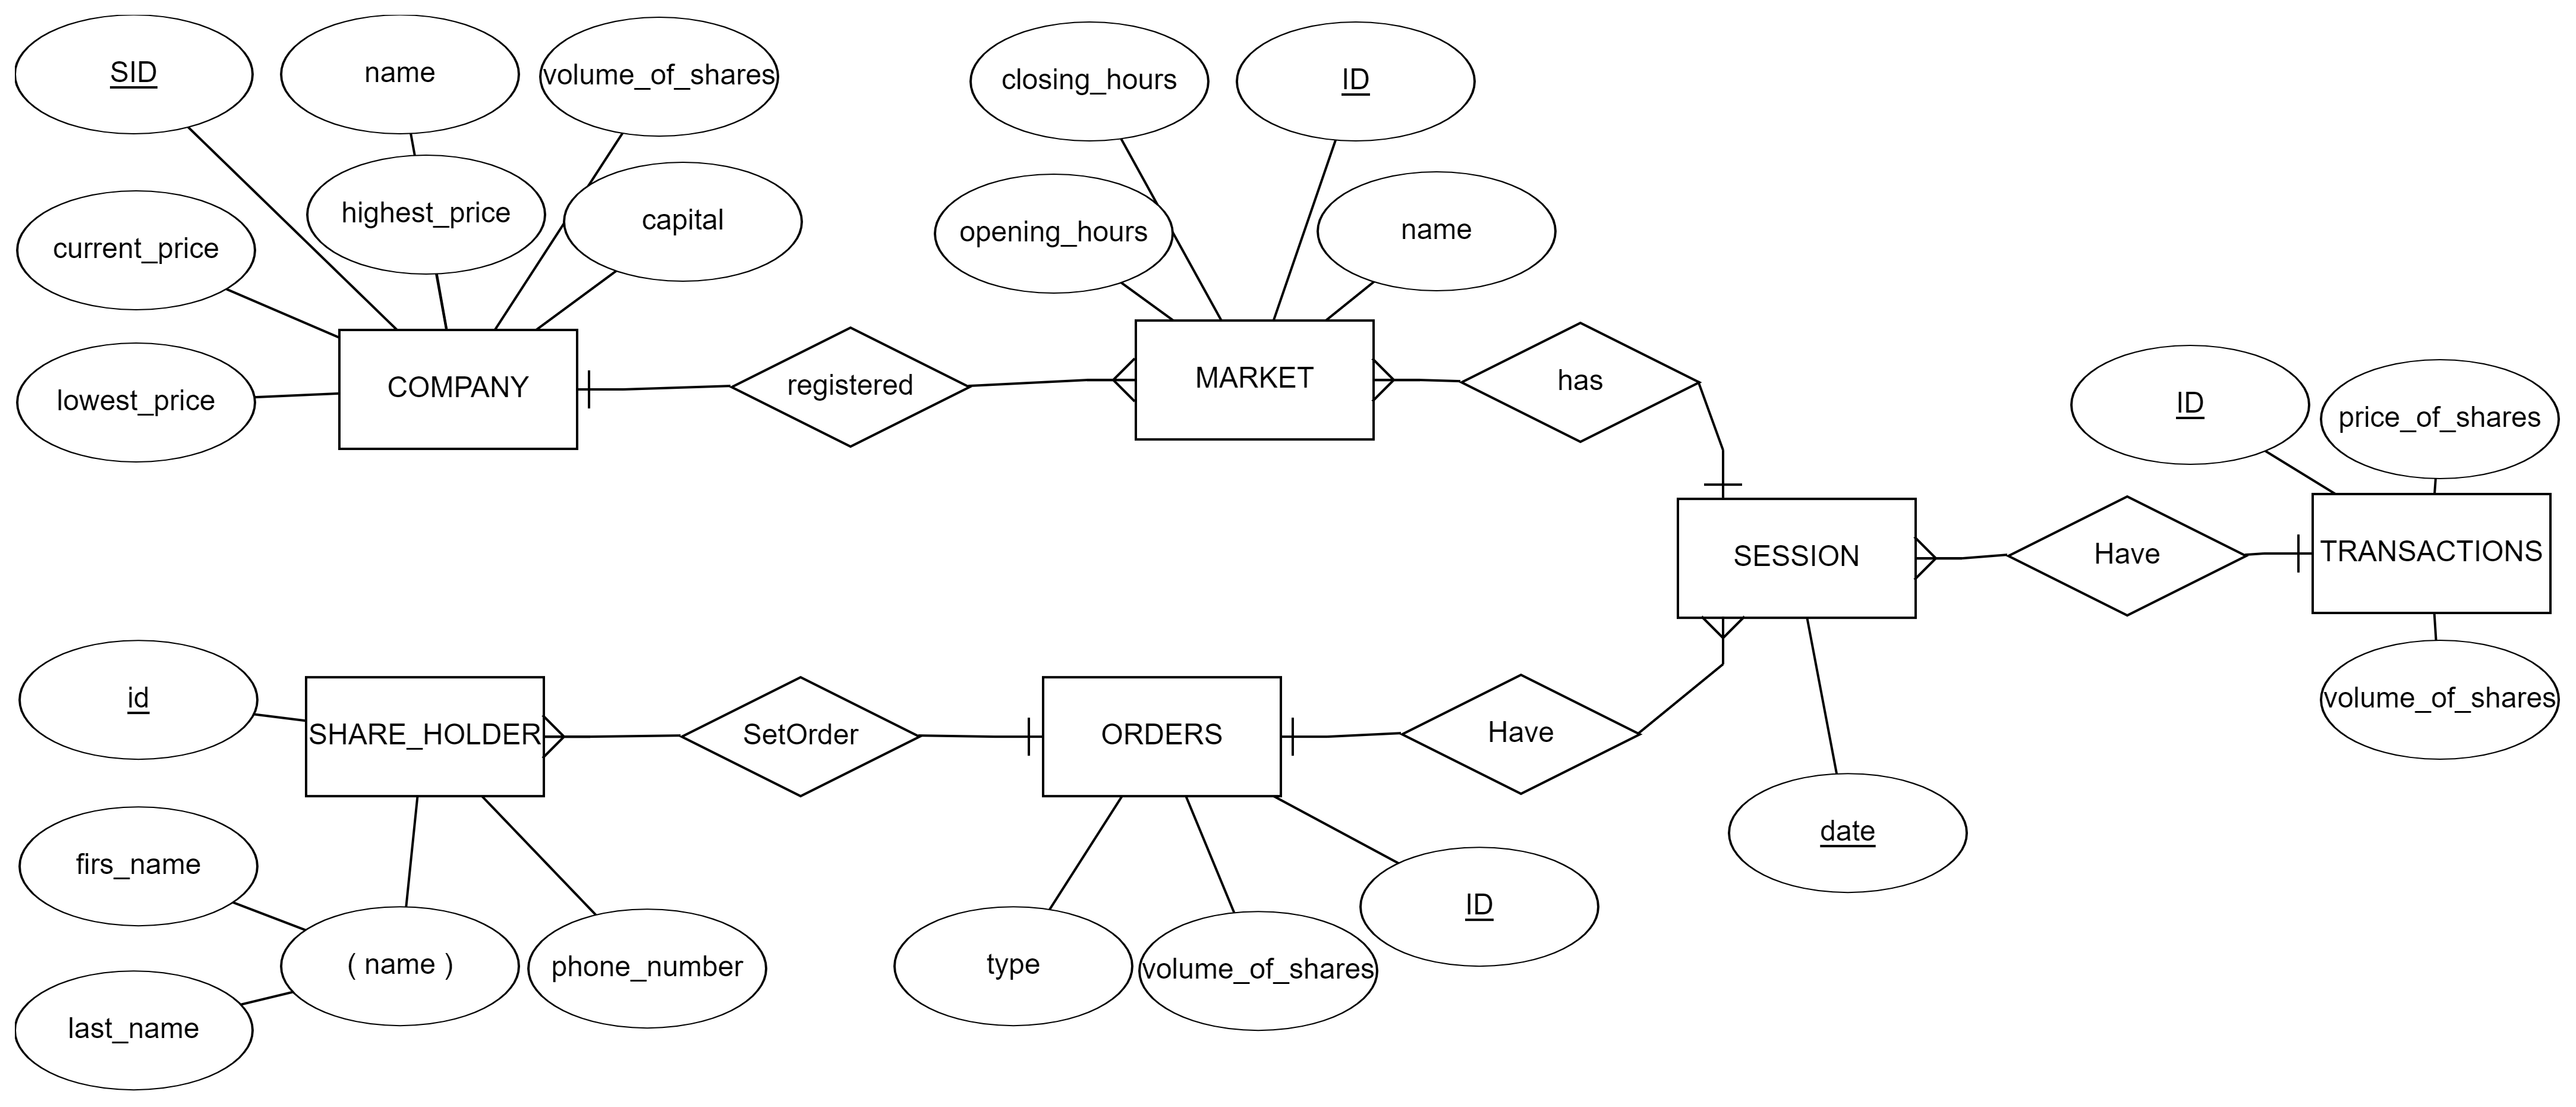 SID
name
volume_of_shares
closing_hours
ID
current_price
highest_price
capital
opening_hours
name
lowest_price
COMPANY
registered
MARKET
has
ID
price_of_shares
SESSION
Have
TRANSACTIONS
id
SHARE_HOLDER
SetOrder
ORDERS
Have
volume_of_shares
firs_name
date
( name )
phone_number
type
volume_of_shares
ID
last_name